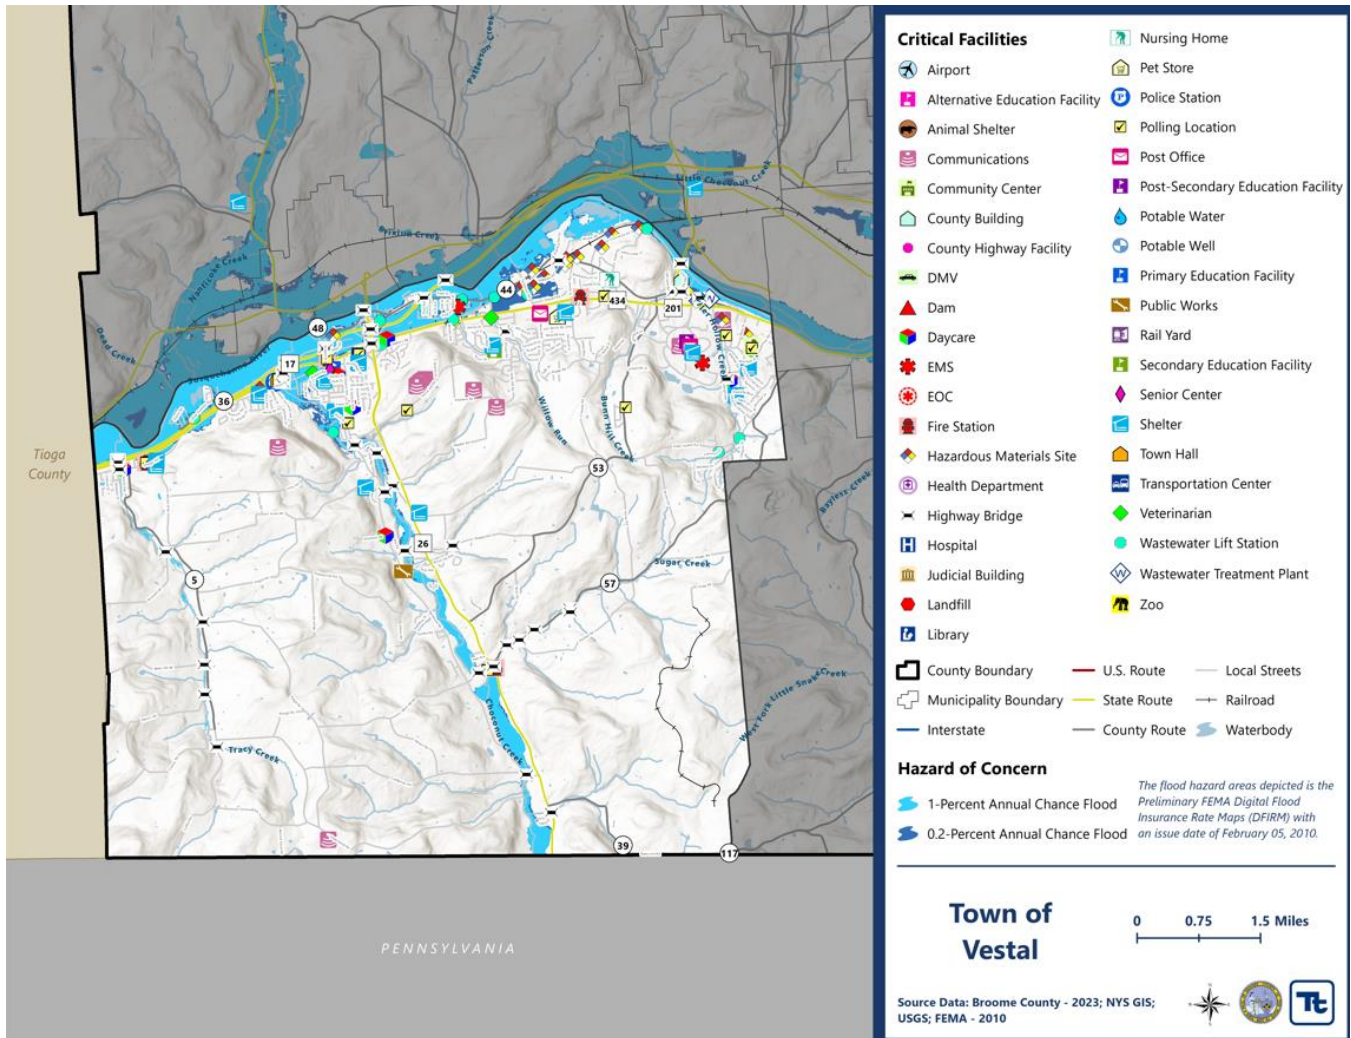 Patterson Creek
Little Choconut Creek
Brixius Creek
Nanticoke Creek
Dead Creek
Susquehanna River
44
434
201
48
17
36
Willow Run
Bunn Hill Creek
Tioga
County
53
Bayless Creek
26
Sugar Creek
5
57
West Fork Little Snake Creek
Choconut Creek
Tracy Creek
39
117
PENNSYLVANIA
Critical Facilities
Airport
Alternative Education Facility
Animal Shelter
Communications
Community Center
County Building
County Highway Facility
DMV
Dam
Daycare
EMS
EOC
Fire Station
Hazardous Materials Site
Health Department
Highway Bridge
Hospital
Judicial Building
Landfill
Library
Nursing Home
Pet Store
Police Station
Polling Location
Post Office
Post-Secondary Education Facility
Potable Water
Potable Well
Primary Education Facility
Public Works
Rail Yard
Secondary Education Facility
Senior Center
Shelter
Town Hall
Transportation Center
Veterinarian
Wastewater Lift Station
Wastewater Treatment Plant
Zoo
County Boundary
Municipality Boundary
Interstate
U.S. Route
State Route
County Route
Local Streets
Railroad
Waterbody
Hazard of Concern
1-Percent Annual Chance Flood
0.2-Percent Annual Chance Flood
The flood hazard areas depicted is the
Preliminary FEMA Digital Flood
Insurance Rate Maps (DFIRM) with
an issue date of February 05, 2010.
Town of
Vestal
0 0.75 1.5 Miles
Source Data: Broome County - 2023; NYS GIS;
USGS; FEMA - 2010
Tt